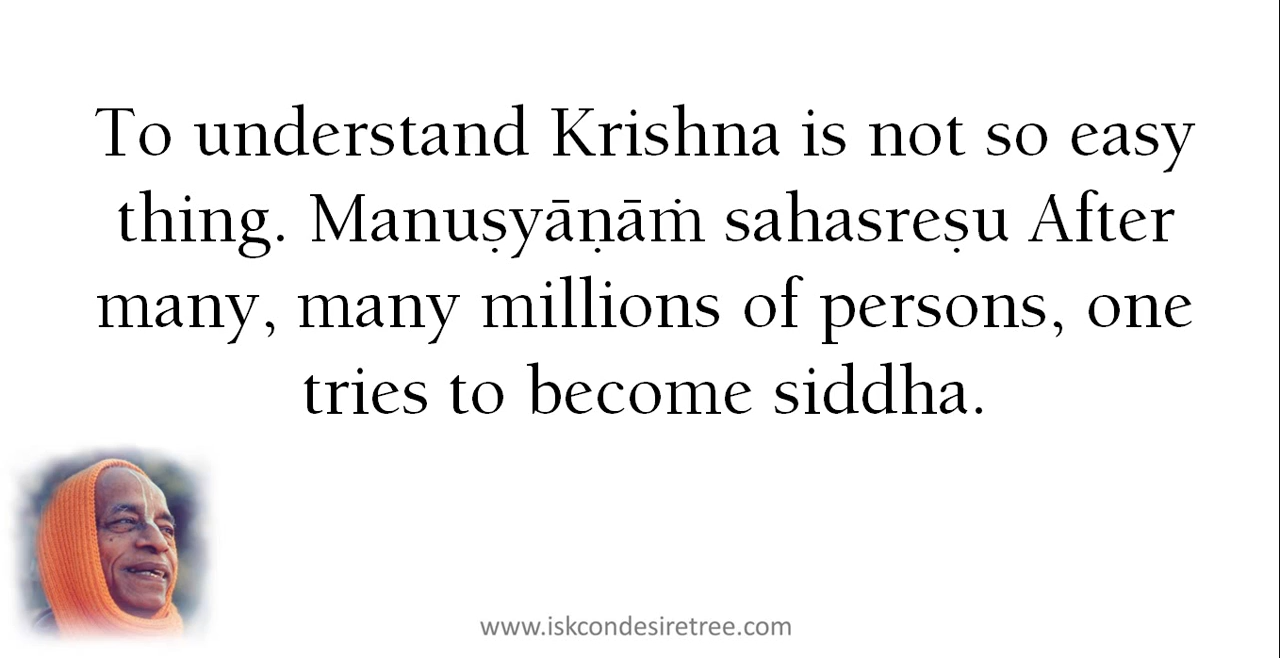 To understand Krishna is not so easy
thing. Manuṣyāṇāṁ sahasreṣu After
many, many millions of persons, one
tries to become siddha.
www.iskcondesiretree.com